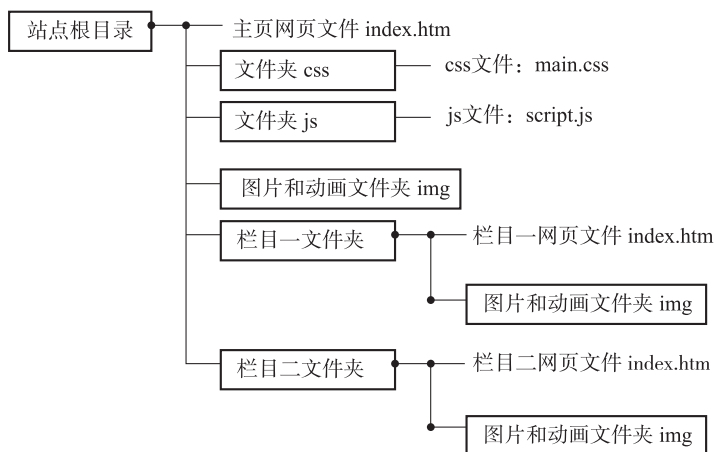 站点根目录
主页网页文件 index.htm
文件夹 css
css文件：main.css
文件夹 js
js文件：script.js
图片和动画文件夹 img
栏目一文件夹
栏目一网页文件 index.htm
图片和动画文件夹 img
栏目二文件夹
栏目二网页文件 index.htm
图片和动画文件夹 img